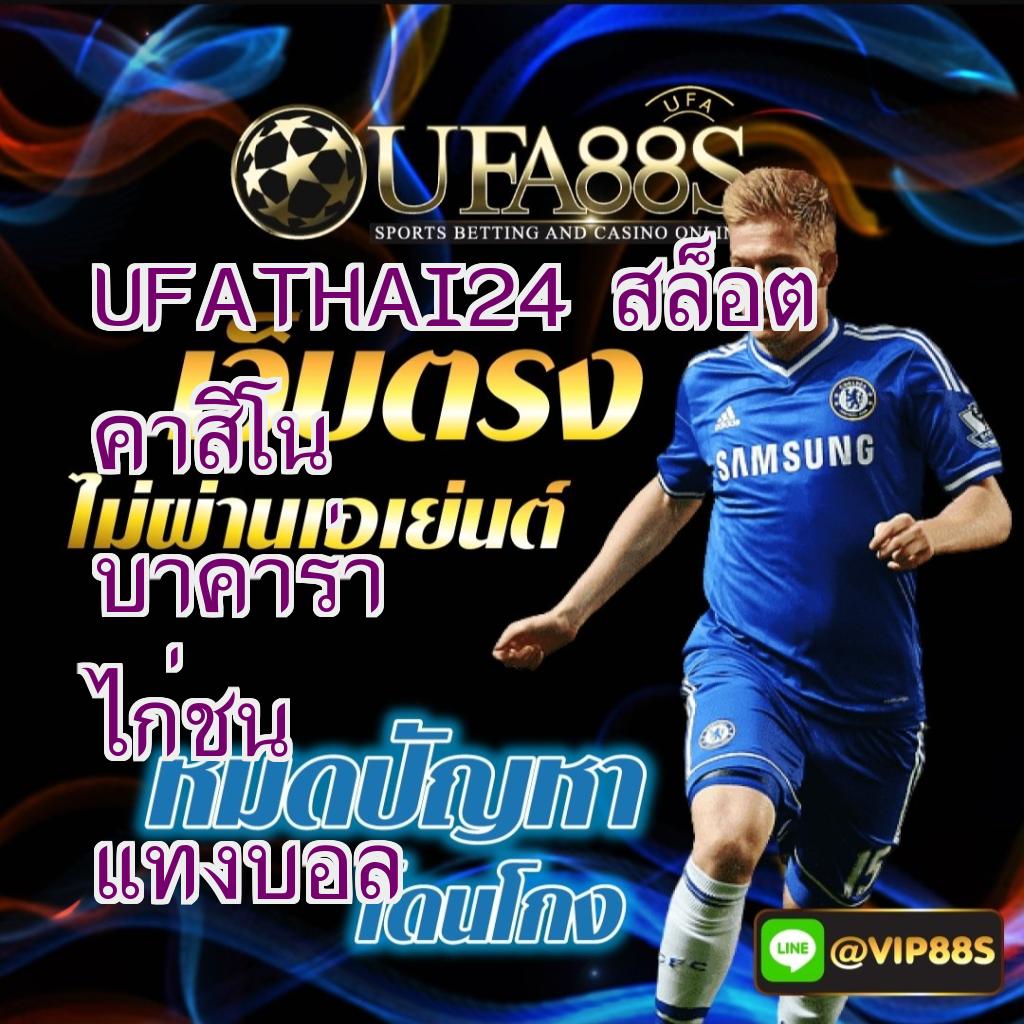 UFA
UFA88S
SPORTS BETTING AND CASINO
UFATHAI24 สล็อต
เว็บตรง
คาสิโน
ไม่ผ่านเอเย่นต์
บาคาร่า
ไก่ชน
หมดปัญหา
แทงบอล
โดนโกง
adidas
SAMSUNG
15
CFC
LINE
@VIP88S